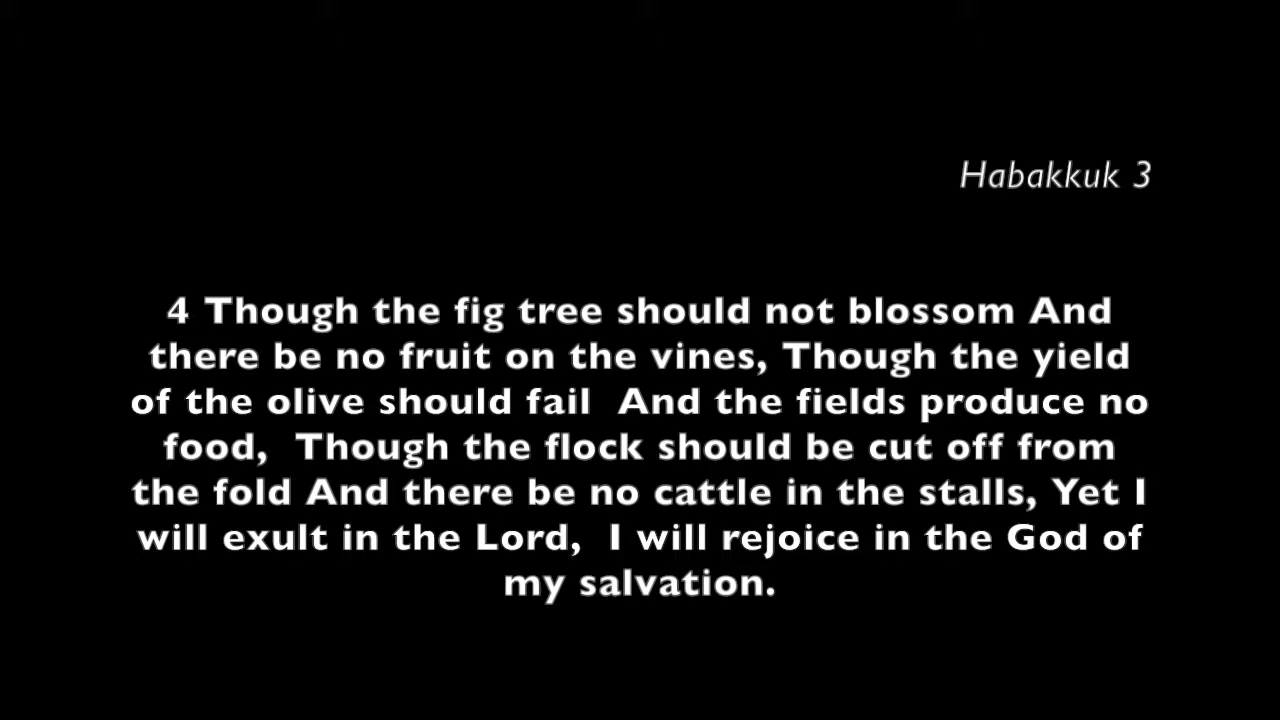 Habakkuk 3
4 Though the fig tree should not blossom And
there be no fruit on the vines, Though the yield
of the olive should fail  And the fields produce no
food,  Though the flock should be cut off from
the fold And there be no cattle in the stalls, Yet I
will exult in the Lord,  I will rejoice in the God of
my salvation.